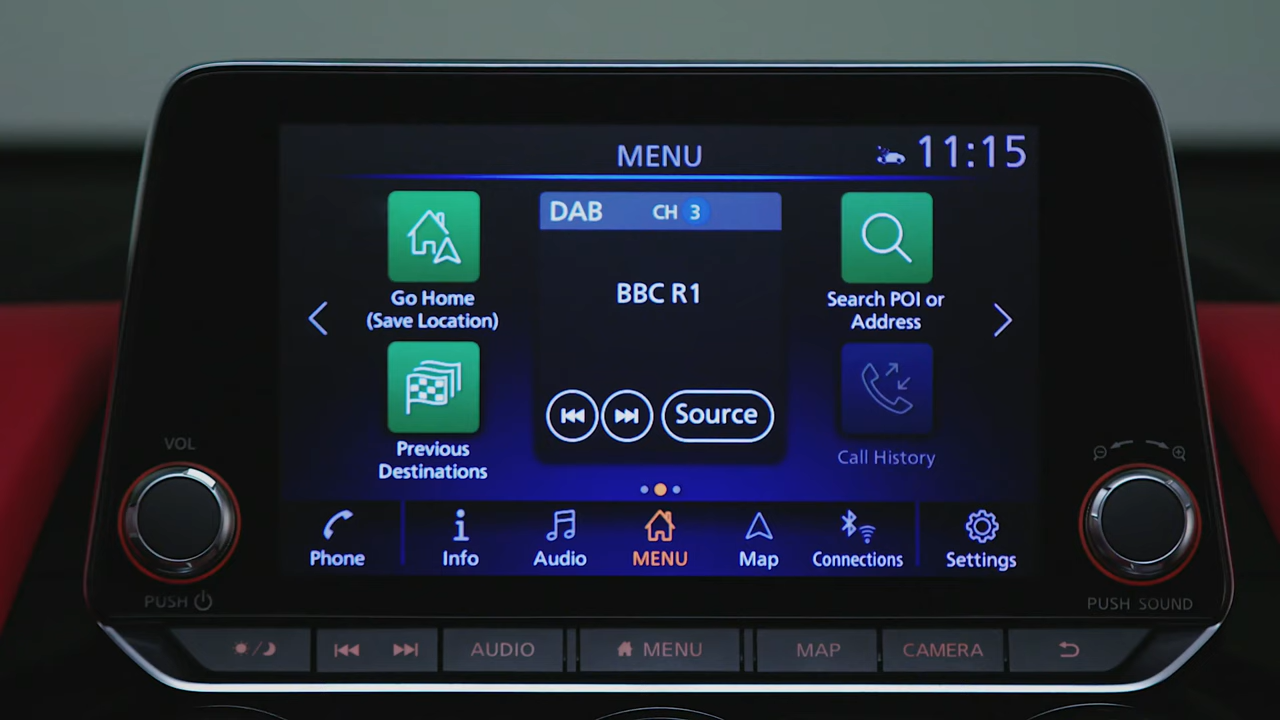 MENU
11:15
DAB CH 3
BBC R1
Source
Go Home
(Save Location)
Previous
Destinations
Search POI or
Address
Call History
Phone
Info
Audio
MENU
Map
Connections
Settings
VOL
PUSH
PUSH SOUND
AUDIO
MENU
MAP
CAMERA